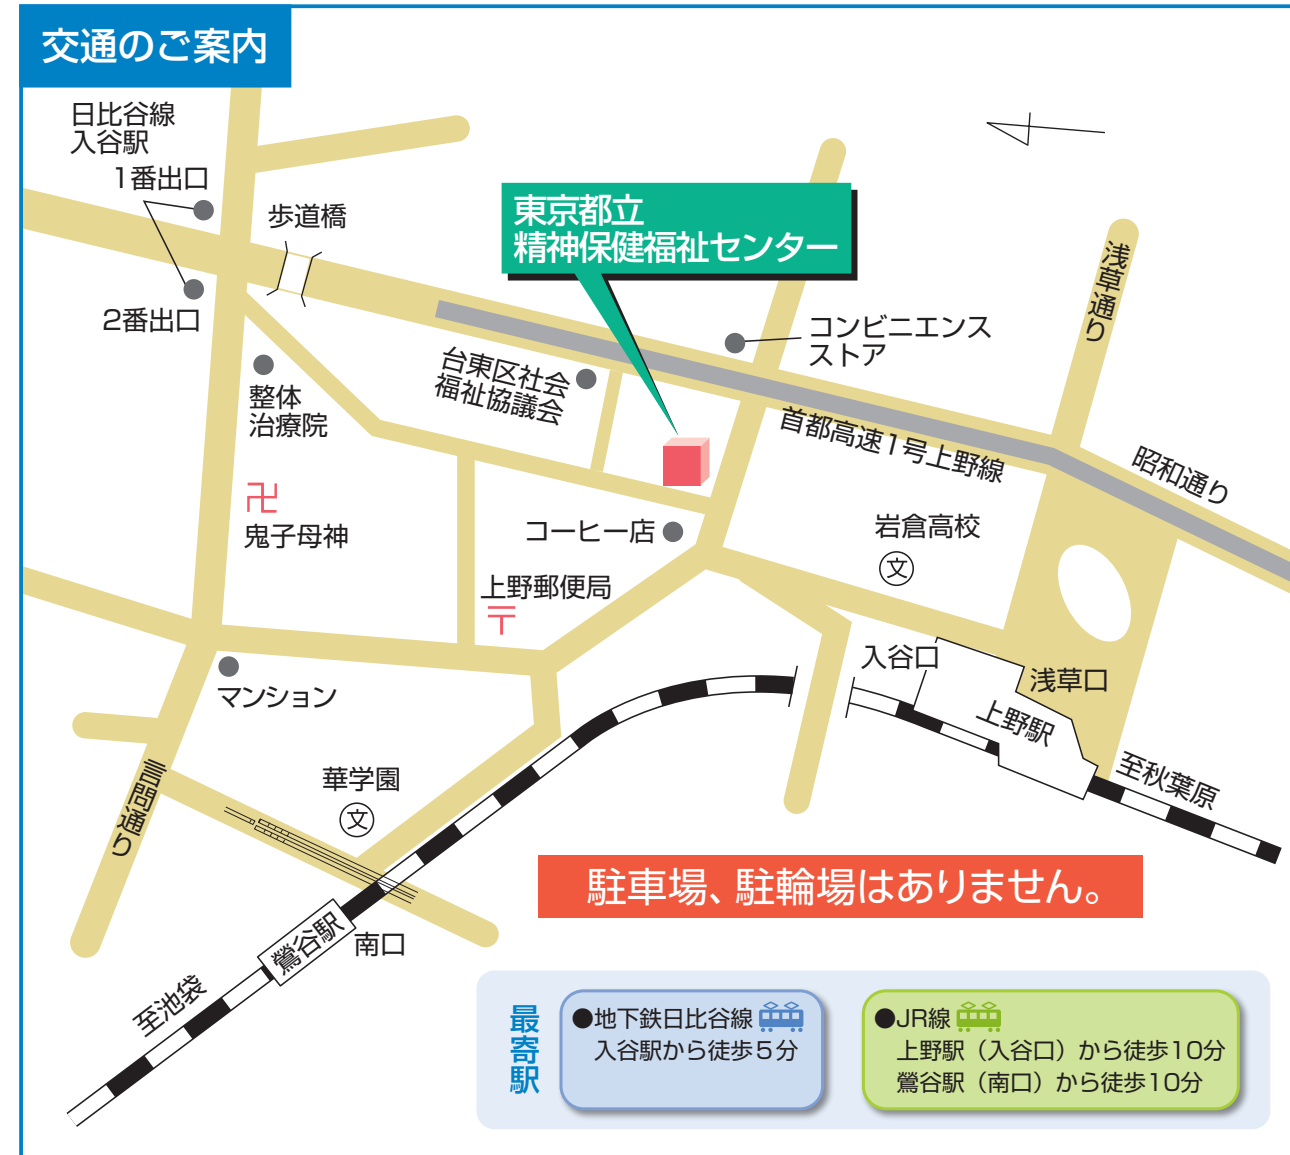 交通のご案内
日比谷線
入谷駅
1番出口
2番出口
歩道橋
東京都立
精神保健福祉センター
浅草通り
コンビニエンス
ストア
台東区社会
福祉協議会
整体
治療院
首都高速1号上野線
昭和通り
卍
鬼子母神
コーヒー店
岩倉高校
文
上野郵便局
〒
入谷口
浅草口
上野駅
マンション
至秋葉原
言問通り
華学園
文
駐車場、駐輪場はありません。
鶯谷駅
南口
至池袋
最寄駅
●地下鉄日比谷線
入谷駅から徒歩5分
●JR線
上野駅（入谷口）から徒歩10分
鶯谷駅（南口）から徒歩10分